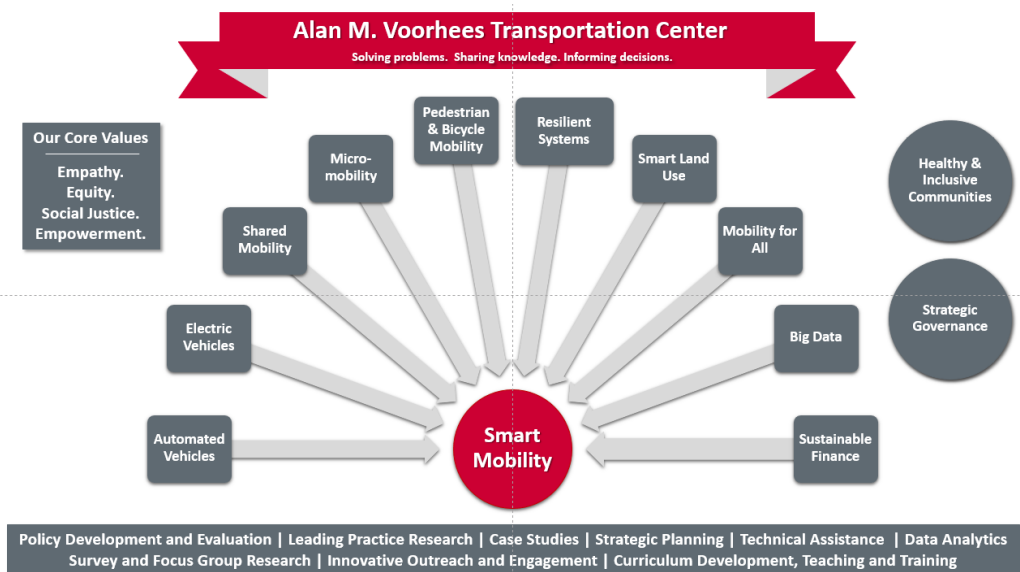 Alan M. Voorhees Transportation Center
Solving problems.  Sharing knowledge. Informing decisions.
Our Core Values
Empathy.
Equity.
Social Justice.
Empowerment.
Automated
Vehicles
Electric
Vehicles
Shared
Mobility
Micro-
mobility
Pedestrian
& Bicycle
Mobility
Resilient
Systems
Smart Land
Use
Mobility for
All
Big Data
Sustainable
Finance
Smart
Mobility
Healthy &
Inclusive
Communities
Strategic
Governance
Policy Development and Evaluation | Leading Practice Research | Case Studies | Strategic Planning | Technical Assistance | Data Analytics
Survey and Focus Group Research | Innovative Outreach and Engagement | Curriculum Development, Teaching and Training